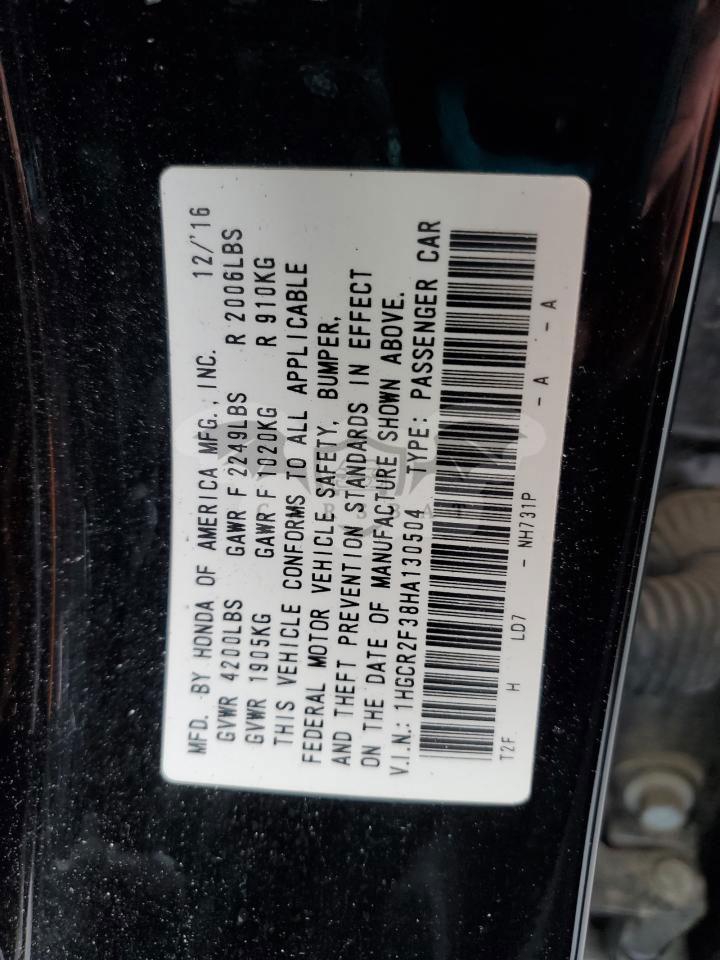 MFD. BY HONDA OF AMERICA MFG., INC. 12/'16
GVWR 4200LBS GAWR F 2249LBS R 2006LBS
GVWR 1905KG GAWR F 1020KG R 910KG
THIS VEHICLE CONFORMS TO ALL APPLICABLE
FEDERAL MOTOR VEHICLE SAFETY, BUMPER,
AND THEFT PREVENTION STANDARDS IN EFFECT
ON THE DATE OF MANUFACTURE SHOWN ABOVE.
V.I.N.: 1HGCR2F38HA130504 TYPE: PASSENGER CAR
T2F H LD7 - NH731P - A - A